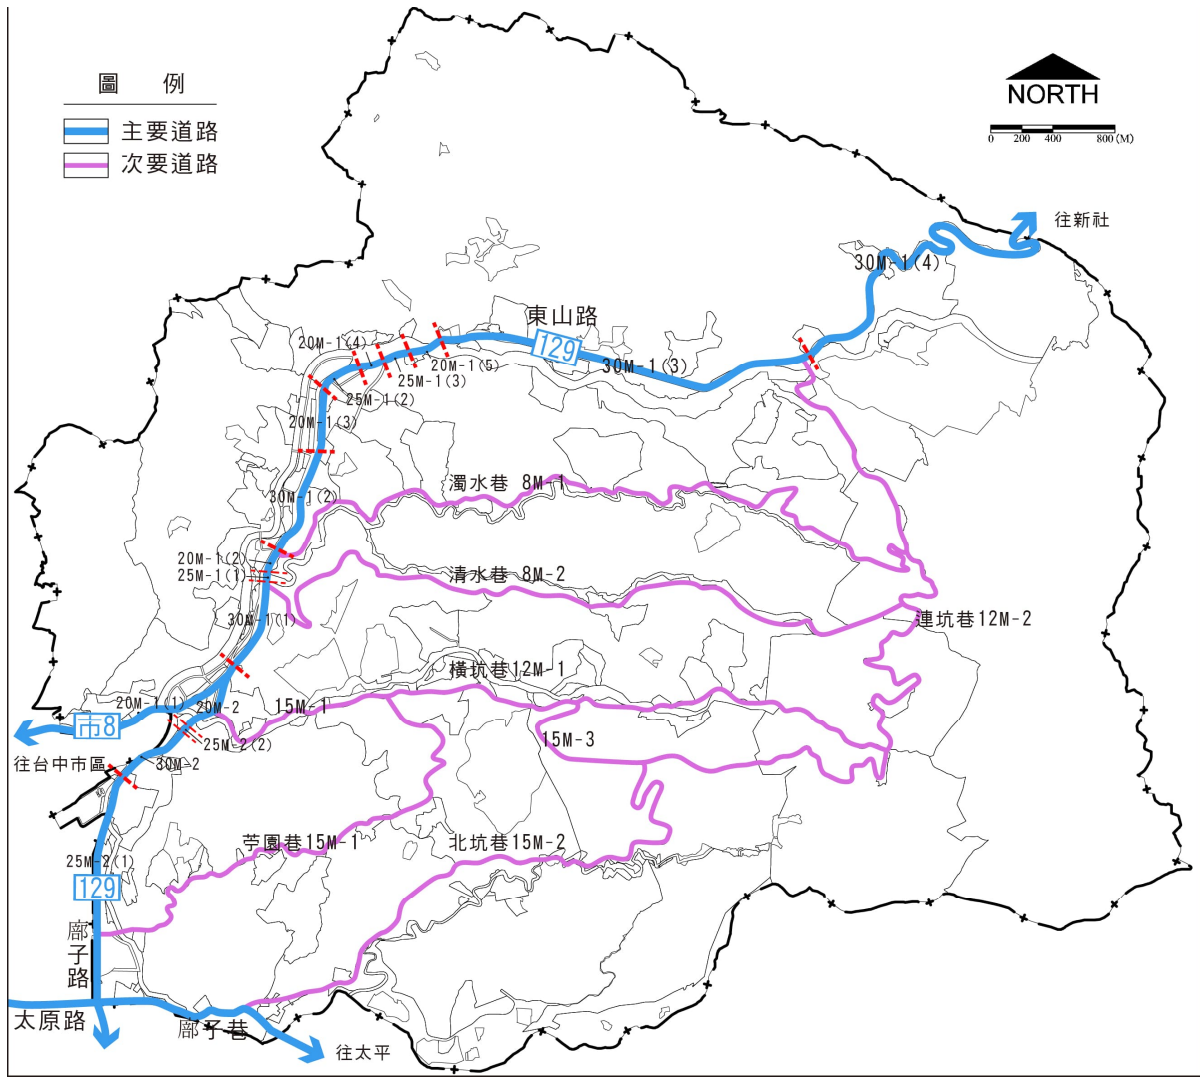 圖 例
主要道路
次要道路
NORTH
0 200 400 800 (M)
往新社
30M-1(4)
東山路
129
30M-1(3)
20M-1(4)
20M-1(5)
25M-1(3)
25M-1(2)
20M-1(3)
濁水巷 8M-1
30M-1(2)
20M-1(2)
25M-1(1)
清水巷 8M-2
30M-1(1)
連坑巷12M-2
橫坑巷12M-1
20M-1(1)
20M-2
15M-1
市8
25M-2(2)
15M-3
往台中市區
30M-2
苧園巷15M-1
北坑巷15M-2
25M-2(1)
129
廍子路
太原路
廍子巷
往太平